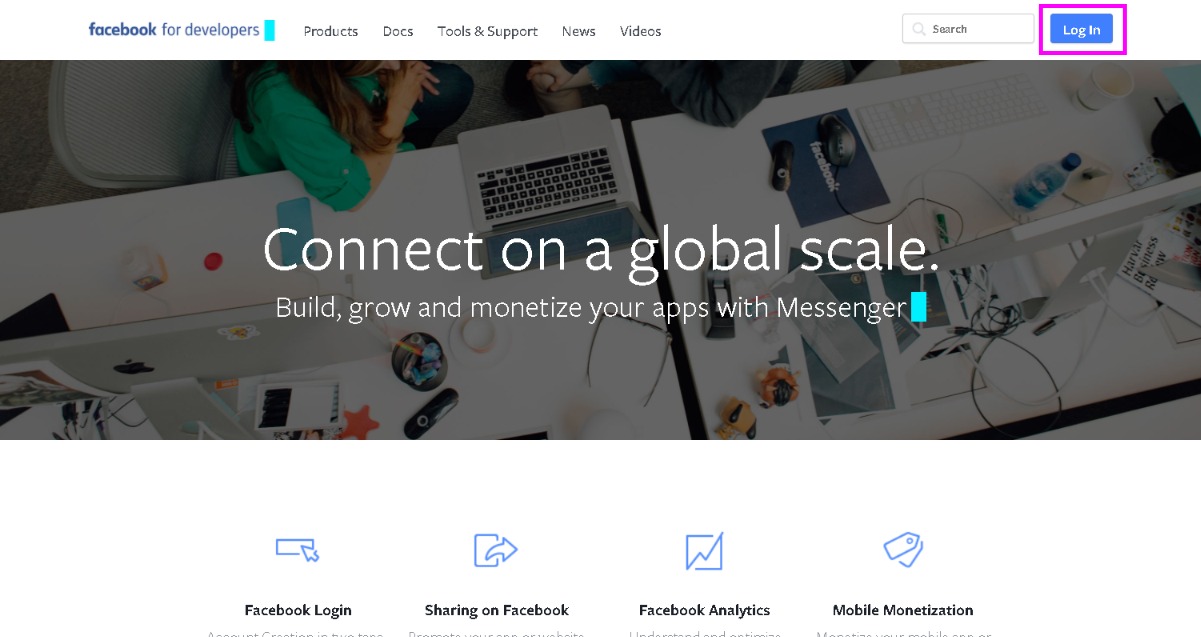 facebook for developers
Products
Docs
Tools & Support
News
Videos
Search
Log In
facebook
Connect on a global scale.
Build, grow and monetize your apps with Messenger
Facebook Login
Sharing on Facebook
Facebook Analytics
Mobile Monetization
Account Creation in two taps
Promote your app or website
Understand and optimize
Monetize your mobile app or